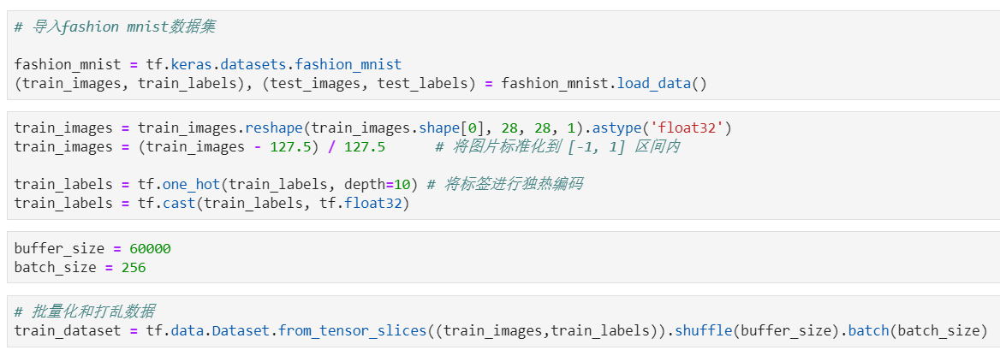 # 导入fashion mnist数据集
fashion_mnist = tf.keras.datasets.fashion_mnist
(train_images, train_labels), (test_images, test_labels) = fashion_mnist.load_data()
train_images = train_images.reshape(train_images.shape[0], 28, 28, 1).astype('float32')
train_images = (train_images - 127.5) / 127.5      # 将图片标准化到 [-1, 1] 区间内
train_labels = tf.one_hot(train_labels, depth=10) # 将标签进行独热编码
train_labels = tf.cast(train_labels, tf.float32)
buffer_size = 60000
batch_size = 256
# 批量化和打乱数据
train_dataset = tf.data.Dataset.from_tensor_slices((train_images,train_labels)).shuffle(buffer_size).batch(batch_size)